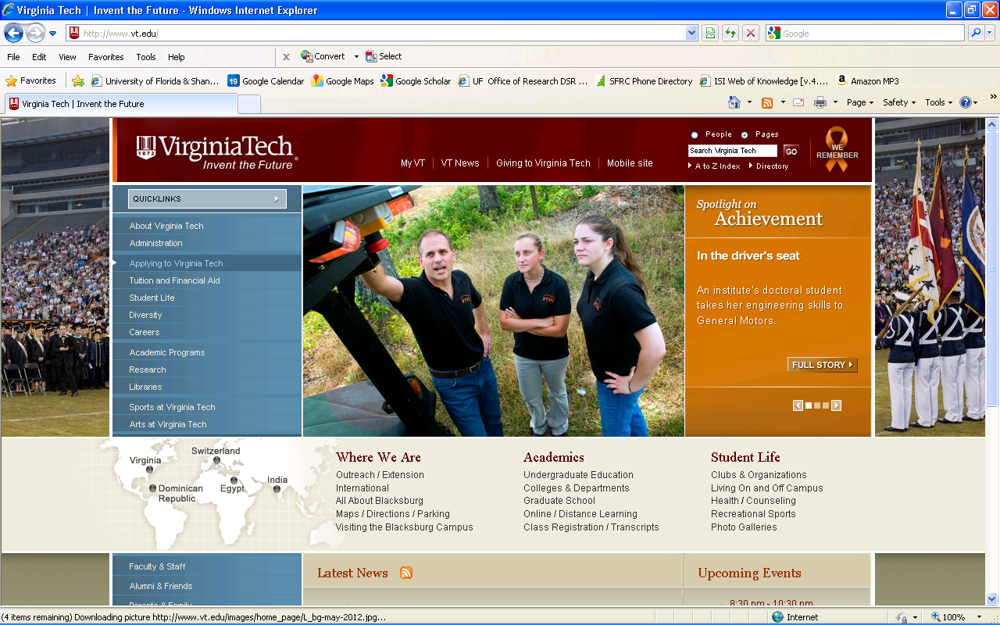 Virginia Tech | Invent the Future - Windows Internet Explorer
http://www.vt.edu/
Google
File Edit View Favorites Tools Help
x Convert Select
Favorites University of Florida & Shan... 19 Google Calendar Google Maps Google Scholar UF Office of Research DSR ... SFRC Phone Directory ISI Web of Knowledge [v.4.... Amazon MP3
Virginia Tech | Invent the Future
Page Safety Tools
1872 VirginiaTech
Invent the Future®
My VT | VT News | Giving to Virginia Tech | Mobile site
People Pages
Search Virginia Tech GO
A to Z Index Directory
WE
REMEMBER
QUICKLINKS
About Virginia Tech
Administration
Applying to Virginia Tech
Tuition and Financial Aid
Student Life
Diversity
Careers
Academic Programs
Research
Libraries
Sports at Virginia Tech
Arts at Virginia Tech
Spotlight on
Achievement
In the driver's seat
An institute's doctoral student
takes her engineering skills to
General Motors.
FULL STORY
Virginia
Switzerland
Dominican
Republic
Egypt
India
Where We Are
Outreach / Extension
International
All About Blacksburg
Maps / Directions / Parking
Visiting the Blacksburg Campus
Academics
Undergraduate Education
Colleges & Departments
Graduate School
Online / Distance Learning
Class Registration / Transcripts
Student Life
Clubs & Organizations
Living On and Off Campus
Health / Counseling
Recreational Sports
Photo Galleries
Faculty & Staff
Alumni & Friends
Parents & Family
Latest News
Upcoming Events
8:30 pm - 10:30 pm
(4 items remaining) Downloading picture http://www.vt.edu/images/home_page/L_bg-may-2012.jpg...
Internet
100%